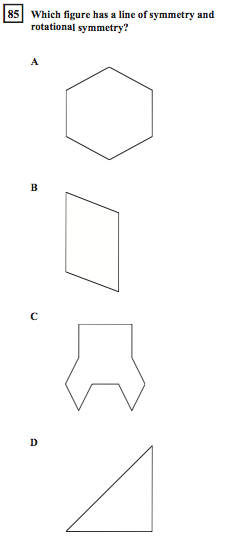 85 Which figure has a line of symmetry and
rotational symmetry?
A
B
C
D